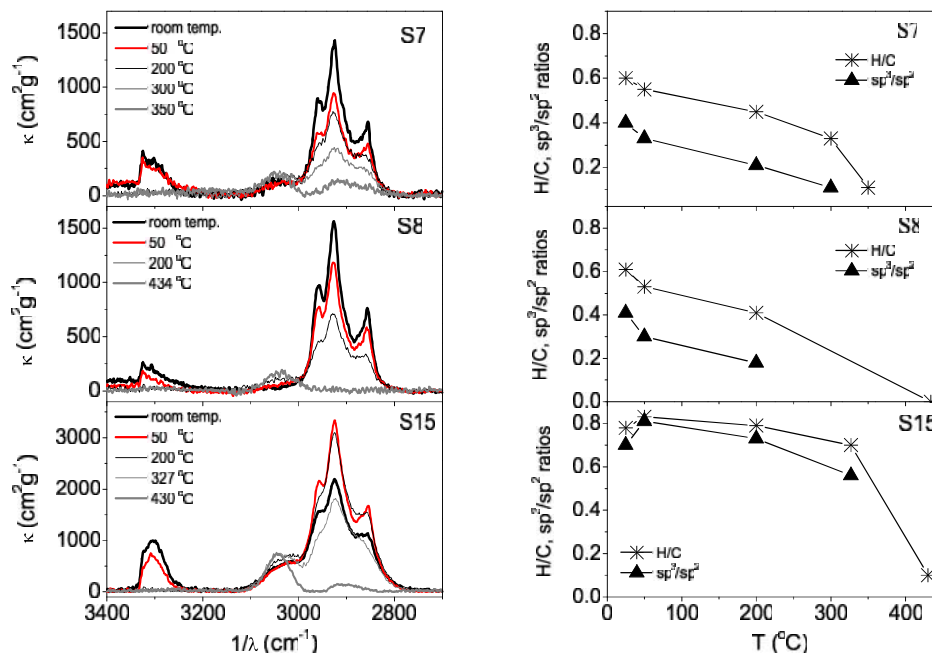 S7
κ (cm²g⁻¹)
1500
1000
500
0
room temp.
50 °C
200 °C
300 °C
350 °C
S8
κ (cm²g⁻¹)
1500
1000
500
0
room temp.
50 °C
200 °C
434 °C
S15
κ (cm²g⁻¹)
3000
2000
1000
0
room temp.
50 °C
200 °C
327 °C
430 °C
3400 3200 3000 2800
1/λ (cm⁻¹)
S7
H/C, sp³/sp² ratios
0.8
0.6
0.4
0.2
H/C
sp³/sp²
S8
H/C, sp³/sp² ratios
0.8
0.6
0.4
0.2
0.0
H/C
sp³/sp²
S15
H/C, sp³/sp² ratios
0.8
0.6
0.4
0.2
0.0
H/C
sp³/sp²
0 100 200 300 400
T (°C)